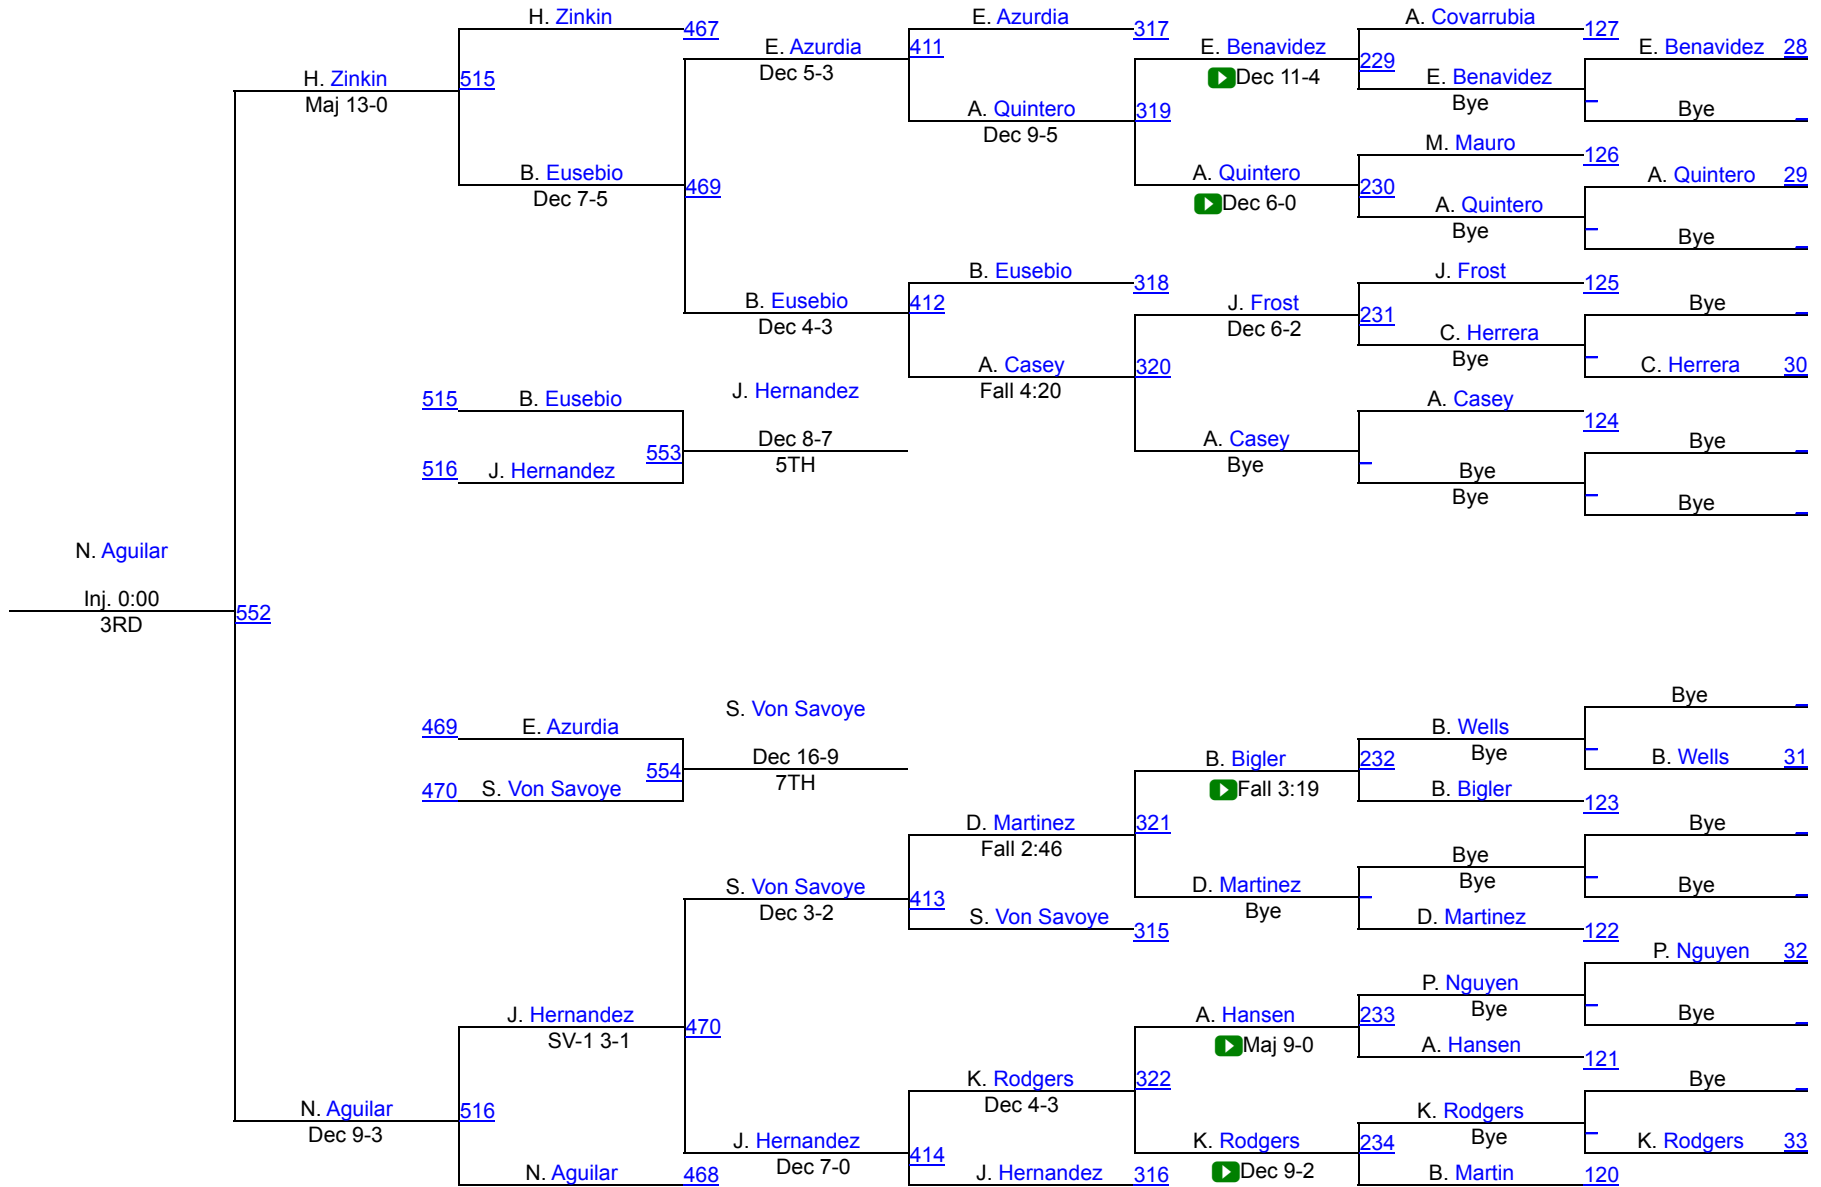 H. Zinkin
467
E. Azurdia
317
A. Covarrubia
127
E. Benavidez 28
E. Azurdia
411
Dec 5-3
E. Benavidez
229
Dec 11-4
H. Zinkin
515
Maj 13-0
E. Benavidez
Bye
Bye
A. Quintero
319
Dec 9-5
M. Mauro
126
B. Eusebio
469
Dec 7-5
A. Quintero
230
Dec 6-0
A. Quintero 29
A. Quintero
Bye
Bye
B. Eusebio
318
J. Frost
125
B. Eusebio
412
Dec 4-3
J. Frost
231
Dec 6-2
Bye
C. Herrera
Bye
A. Casey
320
Fall 4:20
C. Herrera 30
515 B. Eusebio
J. Hernandez
A. Casey
124
553
Dec 8-7
5TH
A. Casey
Bye
Bye
516 J. Hernandez
Bye
Bye
Bye
N. Aguilar
Inj. 0:00
552
3RD
Bye
469 E. Azurdia
S. Von Savoye
B. Wells
Bye
554
Dec 16-9
7TH
B. Bigler
232
Fall 3:19
B. Wells 31
470 S. Von Savoye
B. Bigler
123
D. Martinez
321
Fall 2:46
Bye
Bye
Bye
S. Von Savoye
413
Dec 3-2
D. Martinez
Bye
Bye
S. Von Savoye
315
D. Martinez
122
P. Nguyen 32
P. Nguyen
Bye
J. Hernandez
470
SV-1 3-1
A. Hansen
233
Maj 9-0
Bye
A. Hansen
121
K. Rodgers
322
Dec 4-3
Bye
N. Aguilar
516
Dec 9-3
K. Rodgers
Bye
J. Hernandez
414
Dec 7-0
K. Rodgers
234
Dec 9-2
K. Rodgers 33
N. Aguilar
468
J. Hernandez
316
B. Martin
120